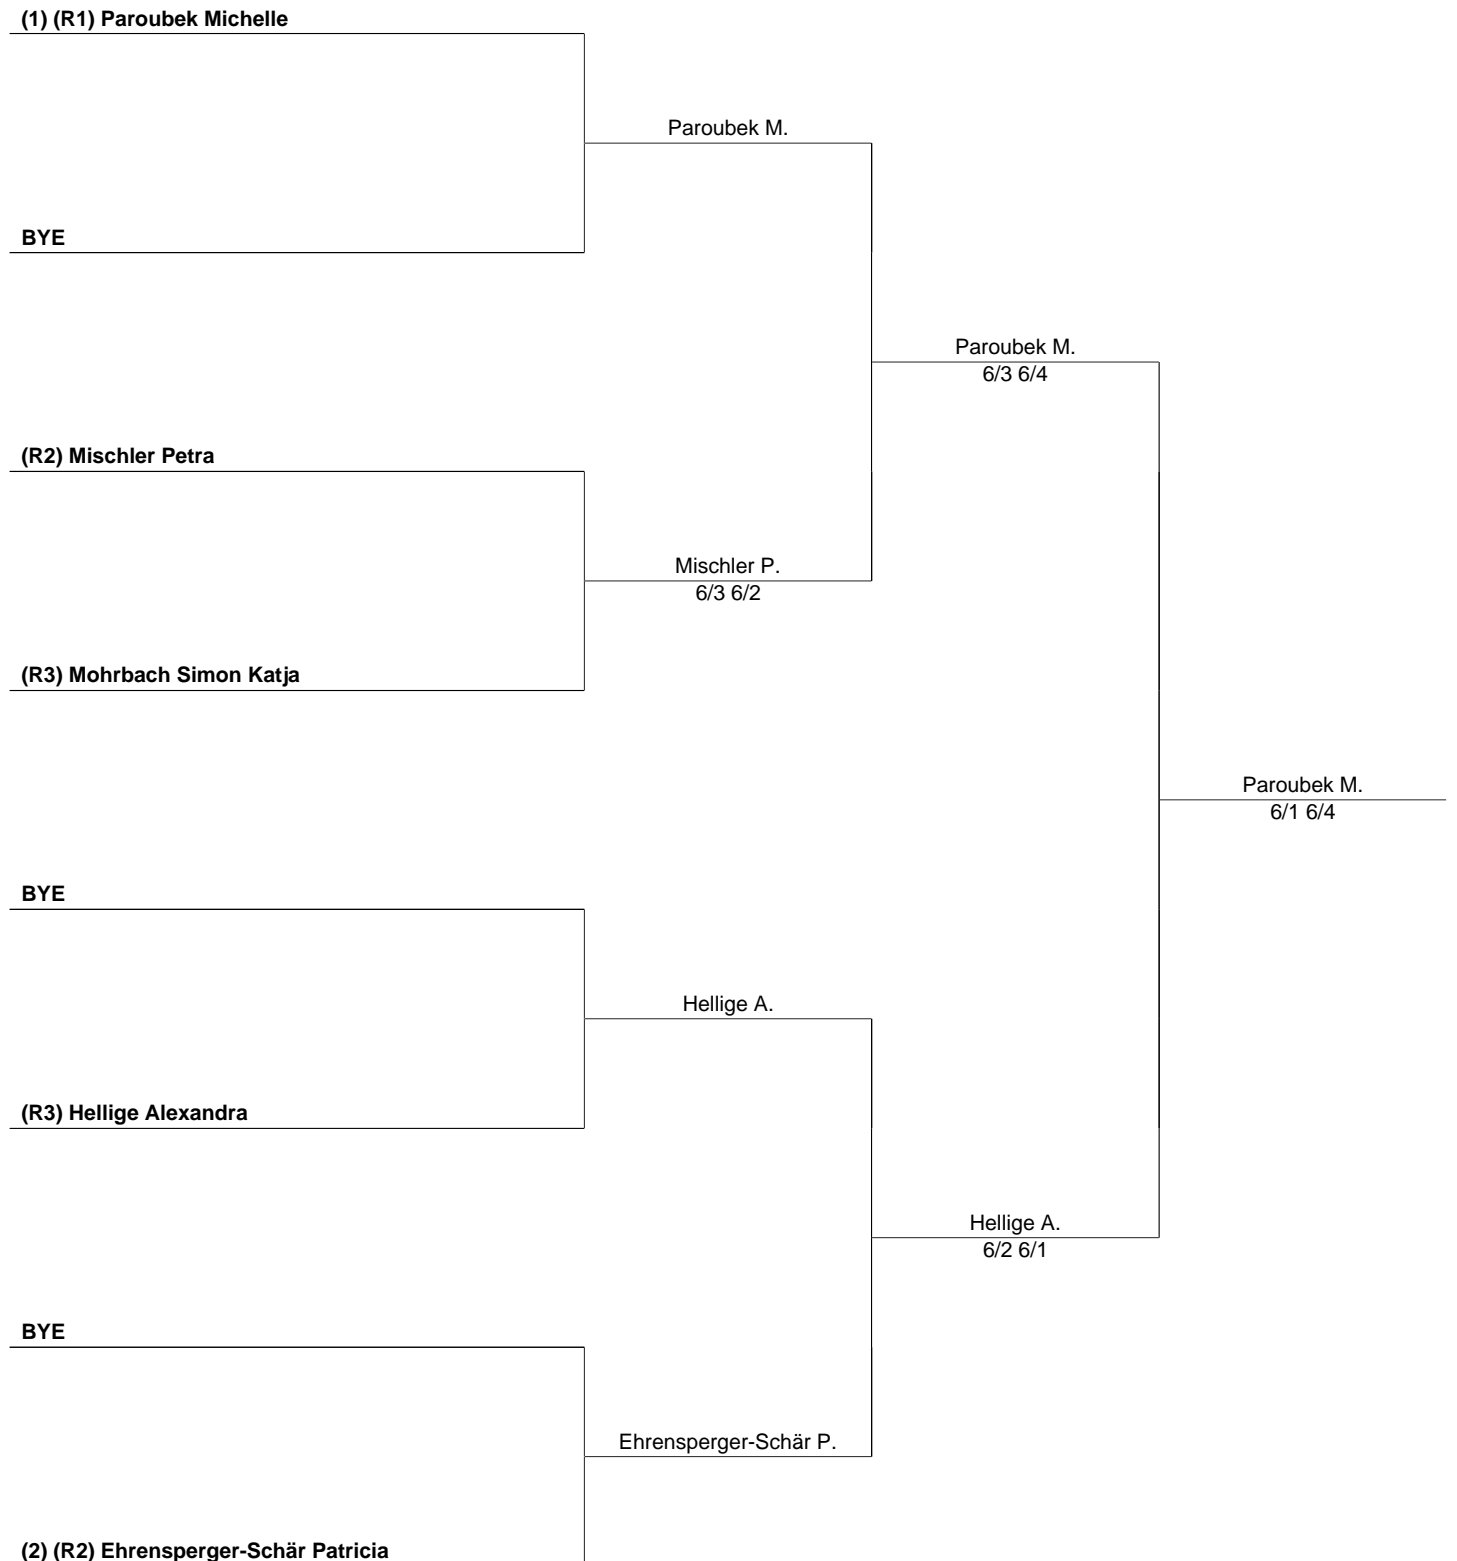 (1) (R1) Paroubek Michelle
Paroubek M.
BYE
Paroubek M.
6/3 6/4
(R2) Mischler Petra
Mischler P.
6/3 6/2
(R3) Mohrbach Simon Katja
Paroubek M.
6/1 6/4
BYE
Hellige A.
(R3) Hellige Alexandra
Hellige A.
6/2 6/1
BYE
Ehrensperger-Schär P.
(2) (R2) Ehrensperger-Schär Patricia